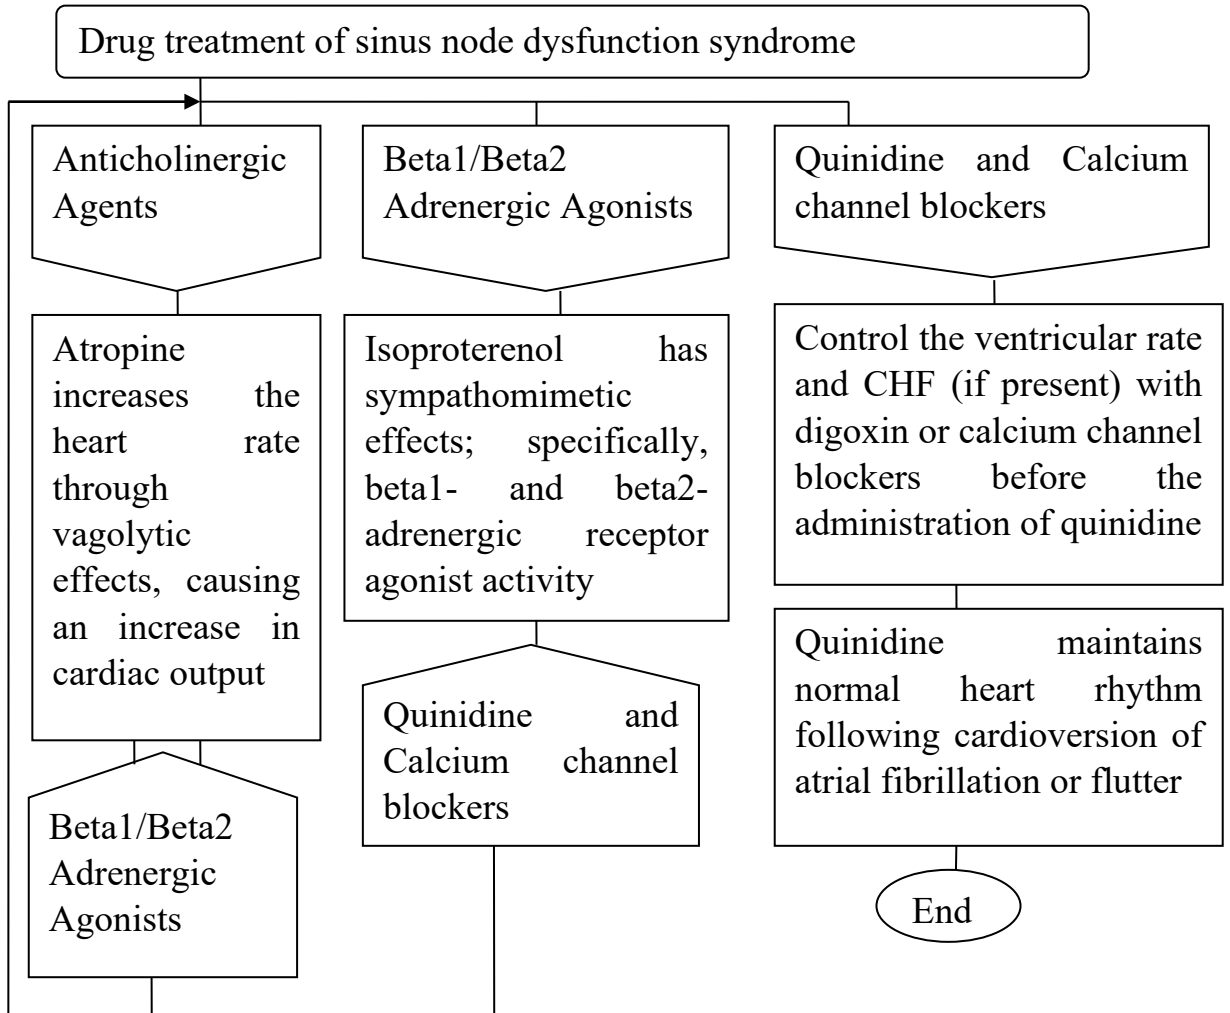 Drug treatment of sinus node dysfunction syndrome
Anticholinergic
Agents
Beta1/Beta2
Adrenergic Agonists
Quinidine and Calcium
channel blockers
Atropine
increases the
heart rate
through
vagolytic
effects, causing
an increase in
cardiac output
Isoproterenol has
sympathomimetic
effects; specifically,
beta1- and beta2-
adrenergic receptor
agonist activity
Control the ventricular rate
and CHF (if present) with
digoxin or calcium channel
blockers before the
administration of quinidine
Beta1/Beta2
Adrenergic
Agonists
Quinidine and
Calcium channel
blockers
Quinidine maintains
normal heart rhythm
following cardioversion of
atrial fibrillation or flutter
End